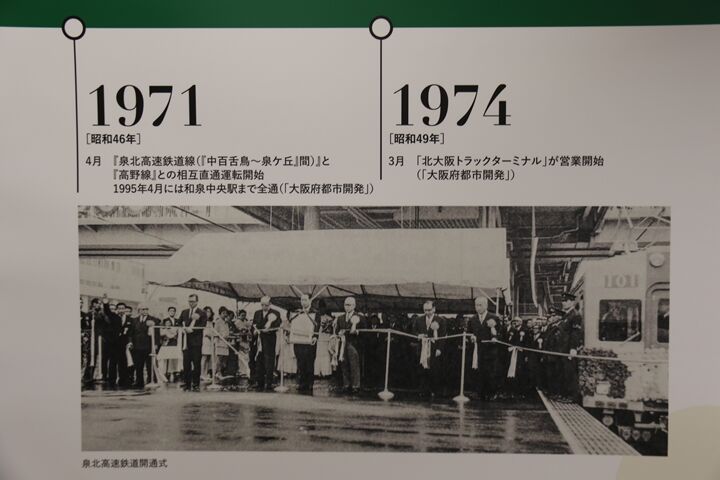 1971
[昭和46年]
4月 『泉北高速鉄道線(『中百舌鳥～泉ケ丘』間)』と
『高野線』との相互直通運転開始
1995年4月には和泉中央駅まで全通(「大阪府都市開発」)
1974
[昭和49年]
3月 「北大阪トラックターミナル」が営業開始
(「大阪府都市開発」)
101
泉北高速鉄道開通式